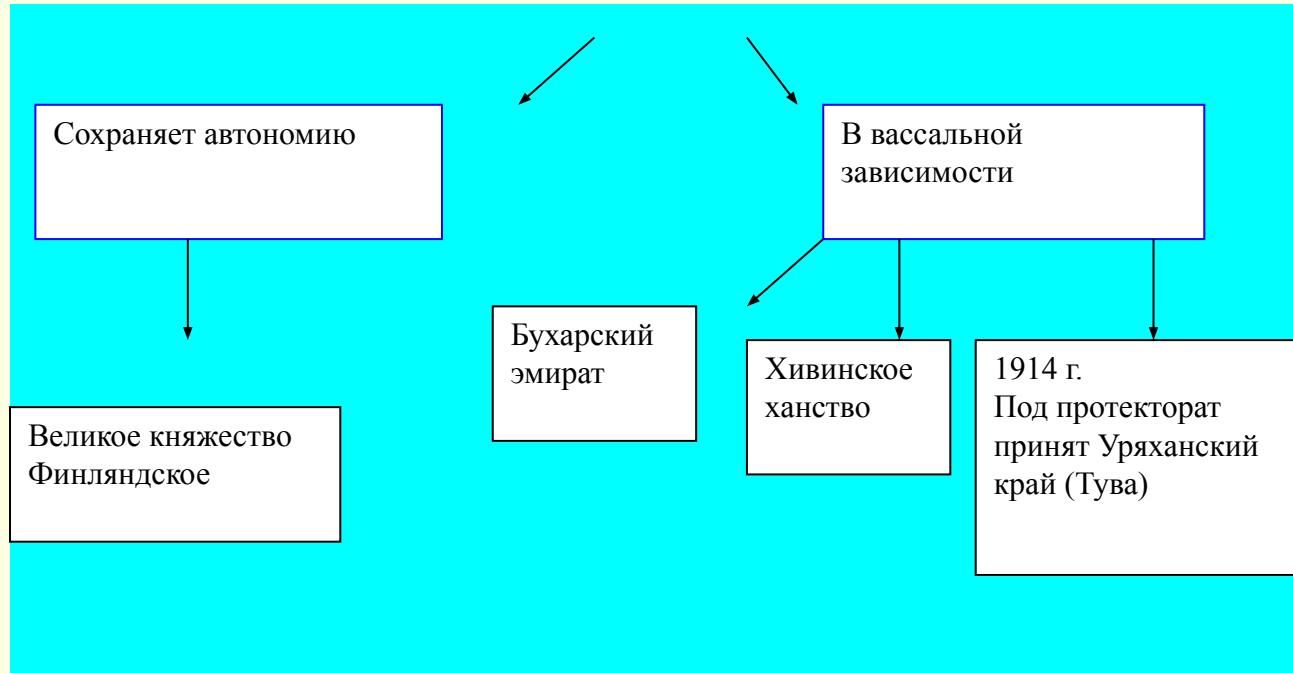 Сохраняет автономию
В вассальной
зависимости
Бухарский
эмират
Хивинское
ханство
1914 г.
Под протекторат
принят Уряханский
край (Тува)
Великое княжество
Финляндское